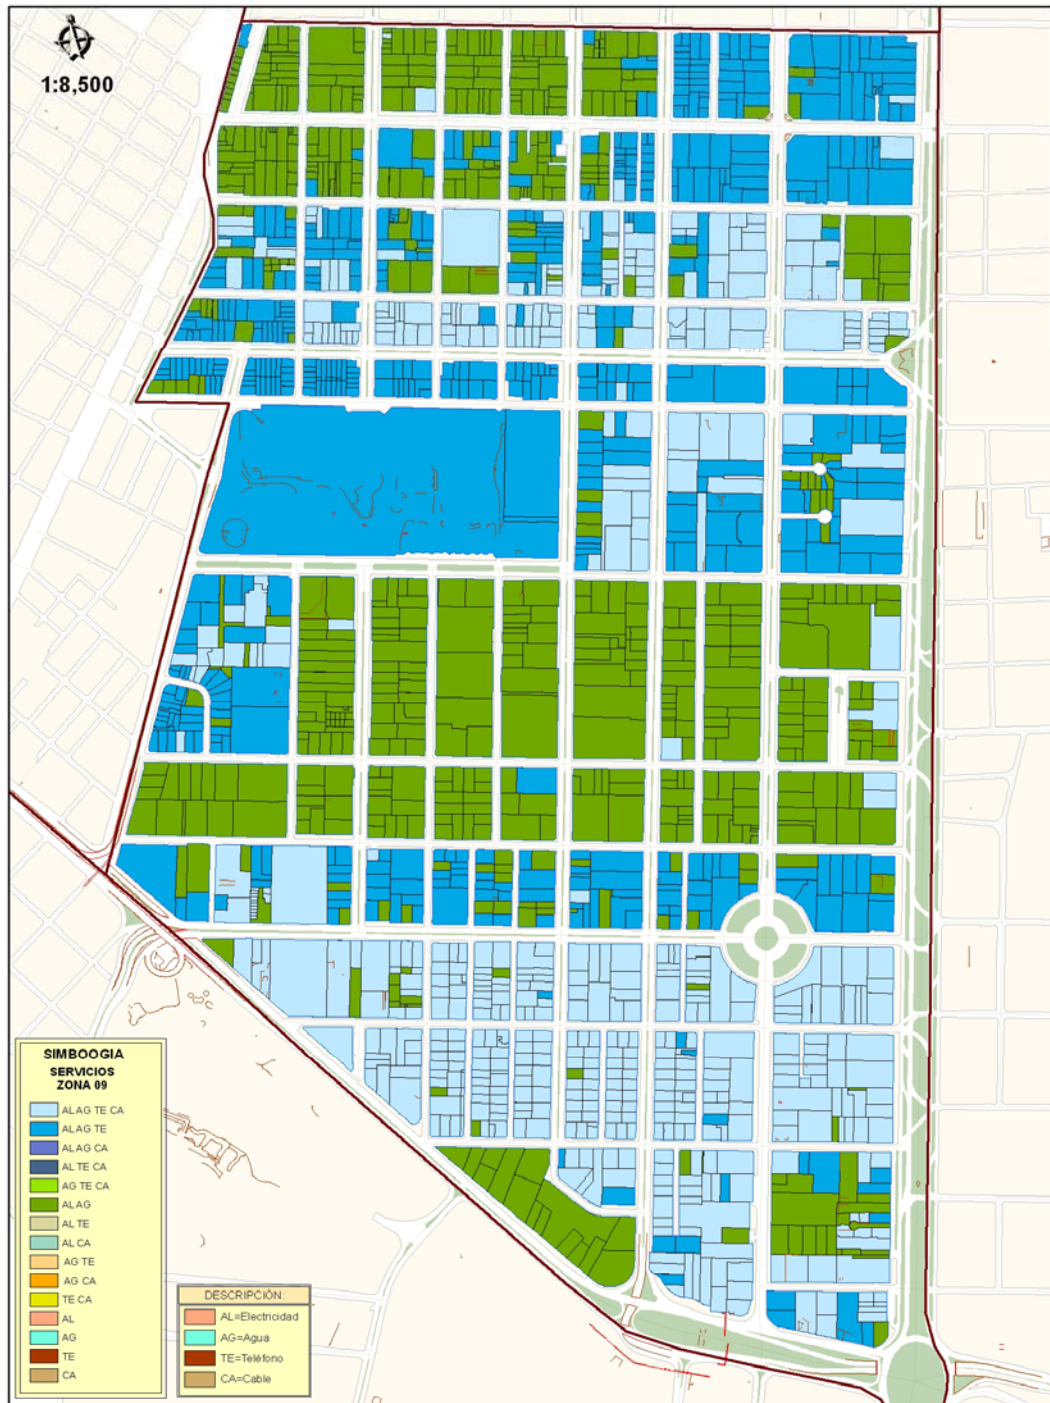 1:8,500
SIMBOOGIA
SERVICIOS
ZONA 09
AL AG TE CA
AL AG TE
AL AG CA
AL TE CA
AG TE CA
AL AG
AL TE
AL CA
AG TE
AG CA
TE CA
AL
AG
TE
CA
DESCRIPCIÓN:
AL=Electricidad
AG=Agua
TE=Teléfono
CA=Cable